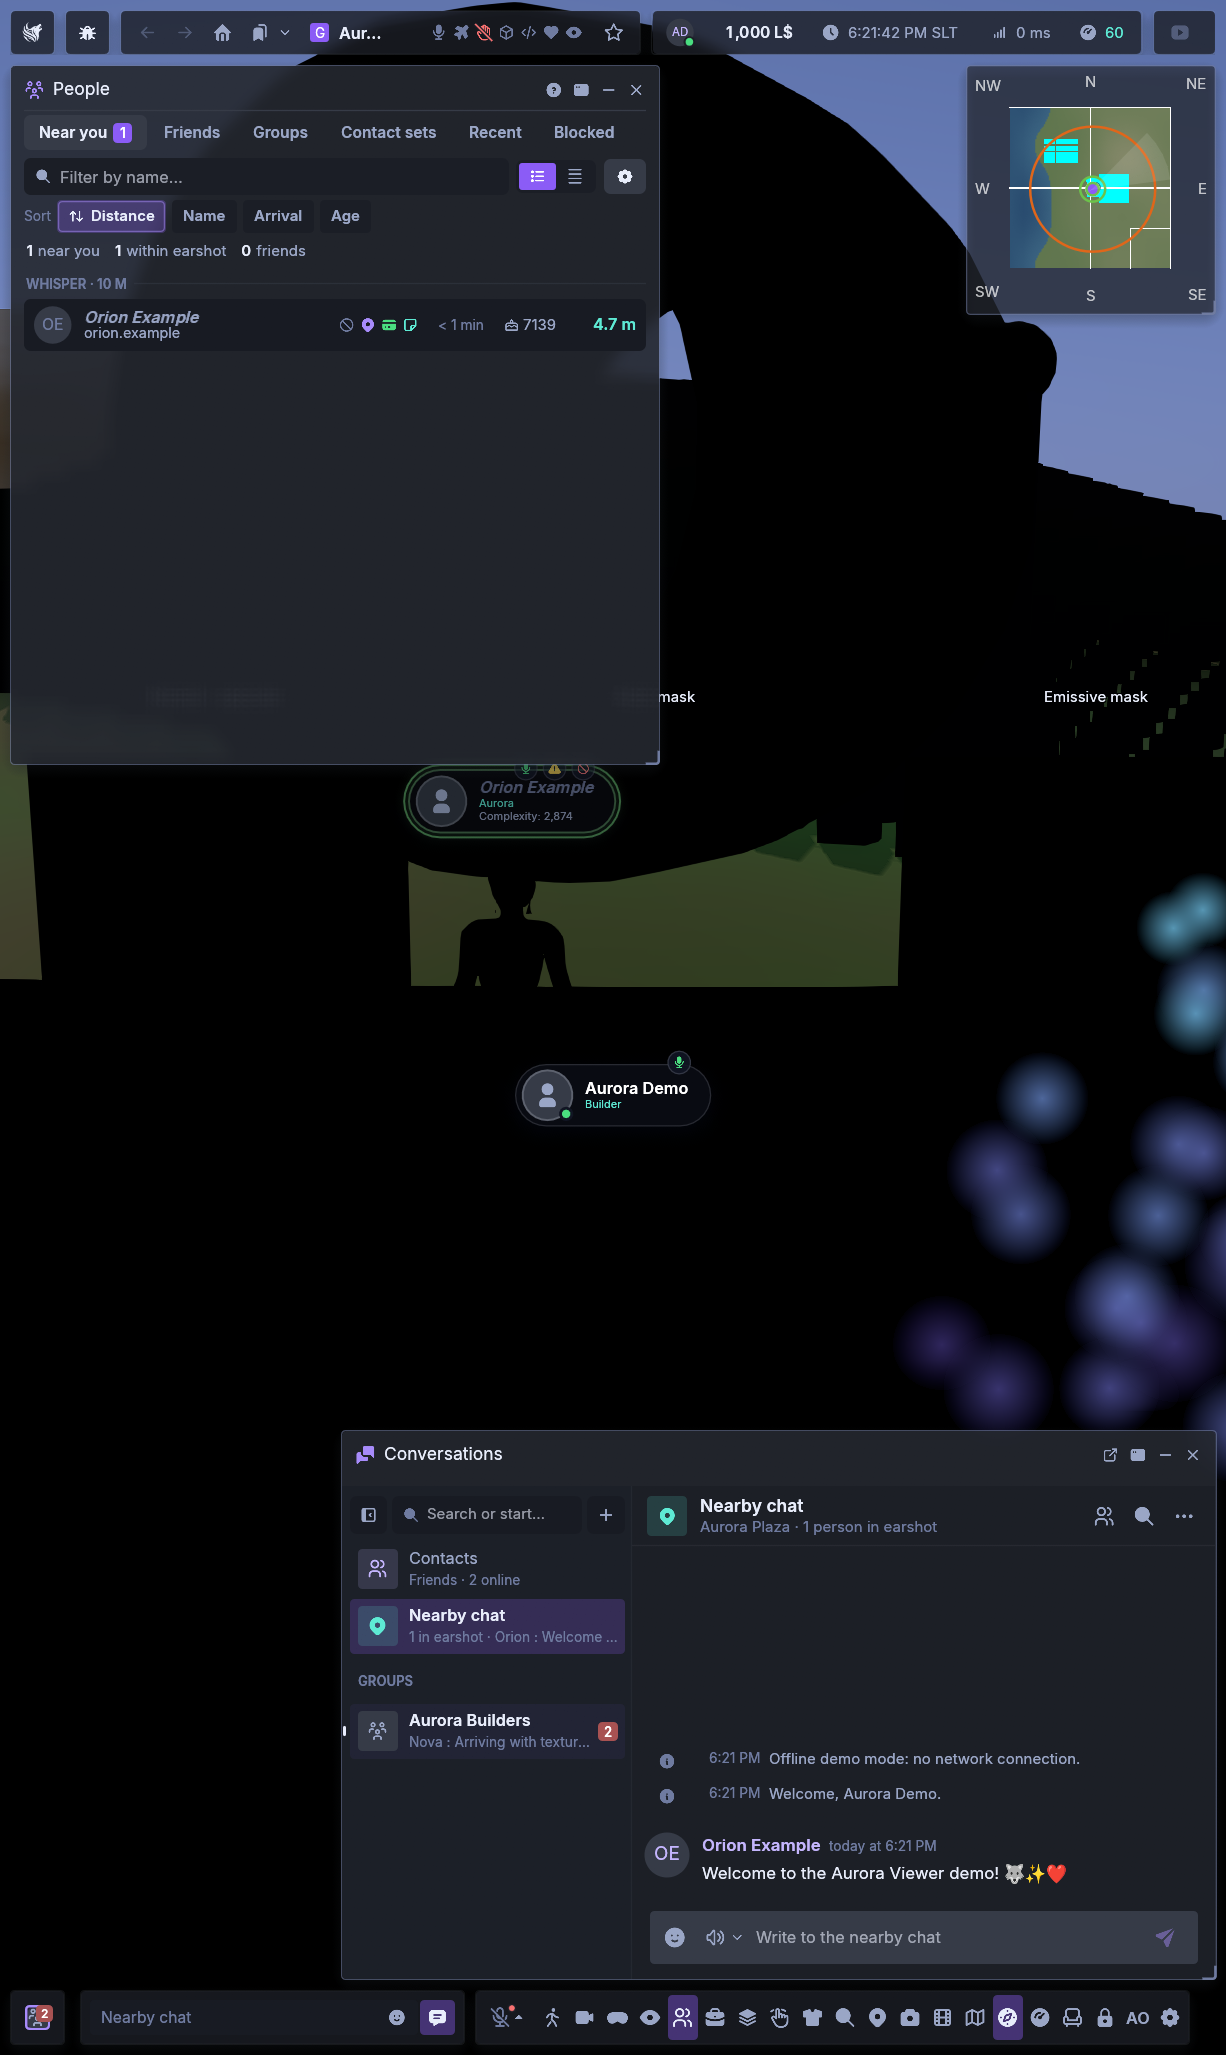 G Aur...
AD
1,000 L$
6:21:42 PM SLT
0 ms
60
People
Near you 1
Friends
Groups
Contact sets
Recent
Blocked
Filter by name...
Sort
Distance
Name
Arrival
Age
1 near you 1 within earshot 0 friends
WHISPER · 10 M
OE
Orion Example
orion.example
< 1 min
7139
4.7 m
NW
N
NE
W
E
SW
S
SE
mask
Emissive mask
Orion Example
Aurora
Complexity: 2,874
Aurora Demo
Builder
Conversations
Search or start...
Contacts
Friends · 2 online
Nearby chat
1 in earshot · Orion : Welcome ...
GROUPS
Aurora Builders
Nova : Arriving with textur...
2
Nearby chat
Aurora Plaza · 1 person in earshot
6:21 PM Offline demo mode: no network connection.
6:21 PM Welcome, Aurora Demo.
OE
Orion Example today at 6:21 PM
Welcome to the Aurora Viewer demo! 🐺✨❤️
Write to the nearby chat
2
Nearby chat
AO